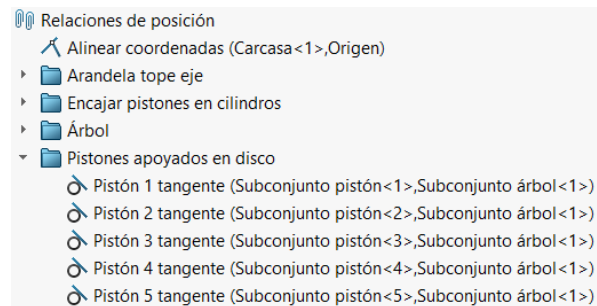 Relaciones de posición
Alinear coordenadas (Carcasa<1>,Origen)
Arandela tope eje
Encajar pistones en cilindros
Árbol
Pistones apoyados en disco
Pistón 1 tangente (Subconjunto pistón<1>,Subconjunto árbol<1>)
Pistón 2 tangente (Subconjunto pistón<2>,Subconjunto árbol<1>)
Pistón 3 tangente (Subconjunto pistón<3>,Subconjunto árbol<1>)
Pistón 4 tangente (Subconjunto pistón<4>,Subconjunto árbol<1>)
Pistón 5 tangente (Subconjunto pistón<5>,Subconjunto árbol<1>)